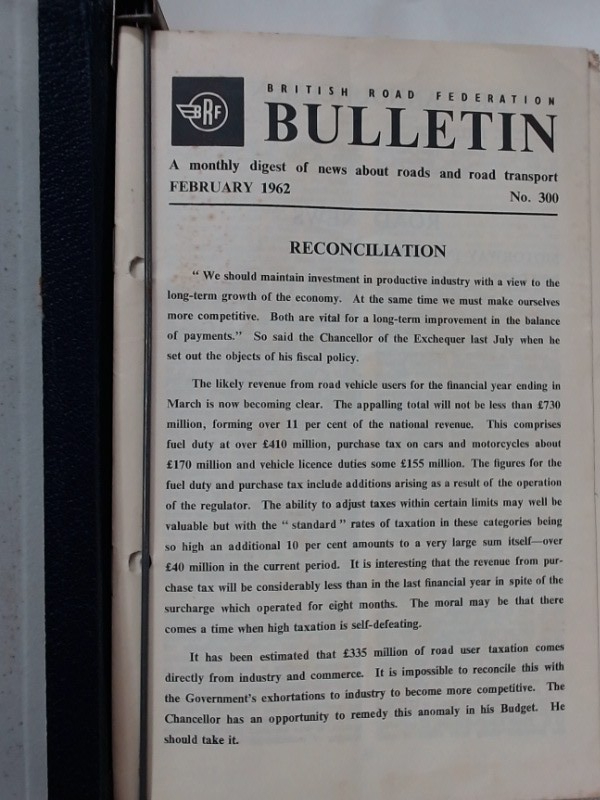 BRF
BRITISH ROAD FEDERATION
BULLETIN
A monthly digest of news about roads and road transport
FEBRUARY 1962
No. 300
RECONCILIATION
" We should maintain investment in productive industry with a view to the
long-term growth of the economy. At the same time we must make ourselves
more competitive. Both are vital for a long-term improvement in the balance
of payments." So said the Chancellor of the Exchequer last July when he
set out the objects of his fiscal policy.
The likely revenue from road vehicle users for the financial year ending in
March is now becoming clear. The appalling total will not be less than £730
million, forming over 11 per cent of the national revenue. This comprises
fuel duty at over £410 million, purchase tax on cars and motorcycles about
£170 million and vehicle licence duties some £155 million. The figures for the
fuel duty and purchase tax include additions arising as a result of the operation
of the regulator. The ability to adjust taxes within certain limits may well be
valuable but with the " standard " rates of taxation in these categories being
so high an additional 10 per cent amounts to a very large sum itself—over
£40 million in the current period. It is interesting that the revenue from pur-
chase tax will be considerably less than in the last financial year in spite of the
surcharge which operated for eight months. The moral may be that there
comes a time when high taxation is self-defeating.
It has been estimated that £335 million of road user taxation comes
directly from industry and commerce. It is impossible to reconcile this with
the Government's exhortations to industry to become more competitive. The
Chancellor has an opportunity to remedy this anomaly in his Budget. He
should take it.